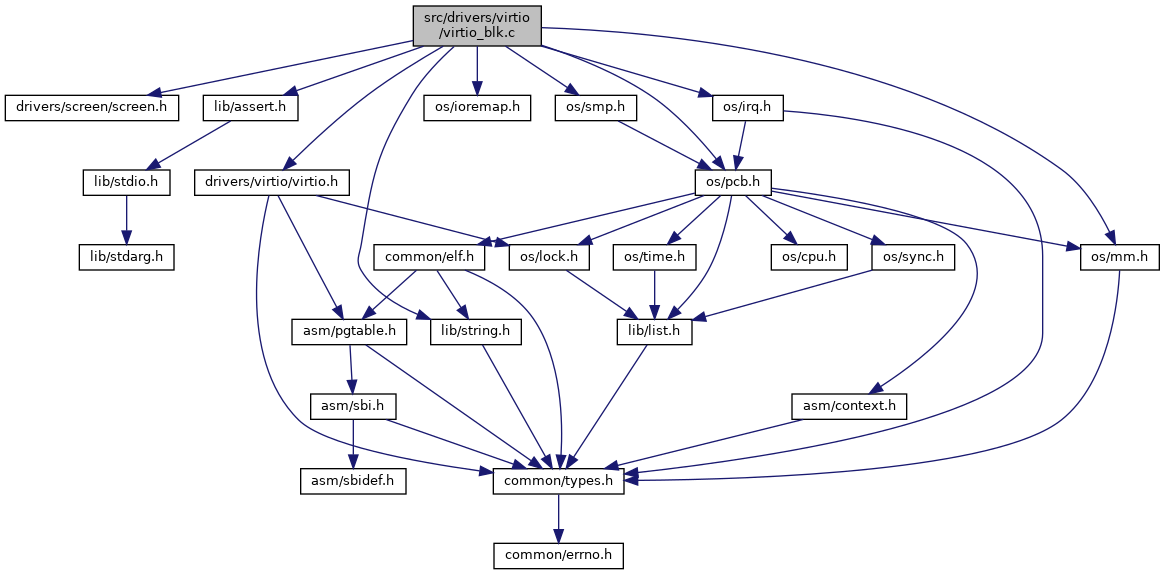 src/drivers/virtio
/virtio_blk.c
drivers/screen/screen.h
lib/assert.h
os/ioremap.h
os/smp.h
os/irq.h
lib/stdio.h
drivers/virtio/virtio.h
os/pcb.h
lib/stdarg.h
common/elf.h
os/lock.h
os/time.h
os/cpu.h
os/sync.h
os/mm.h
asm/pgtable.h
lib/string.h
lib/list.h
asm/sbi.h
asm/context.h
asm/sbidef.h
common/types.h
common/errno.h